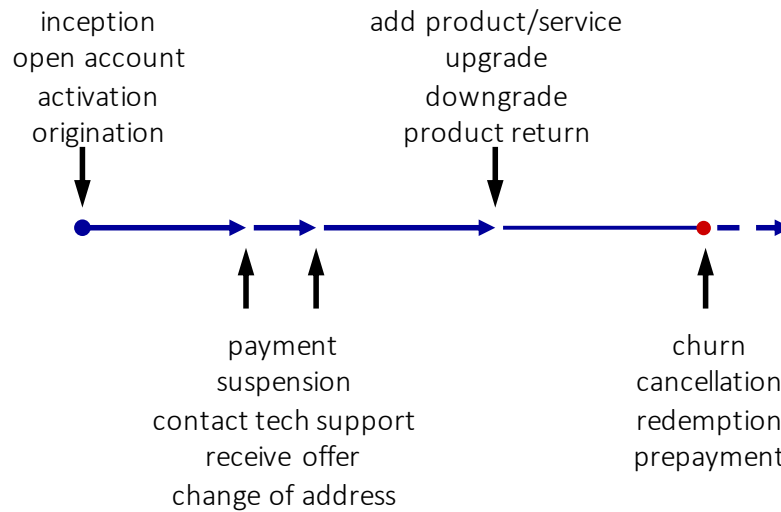 inception
open account
activation
origination
add product/service
upgrade
downgrade
product return
payment
suspension
contact tech support
receive offer
change of address
churn
cancellation
redemption
prepayment